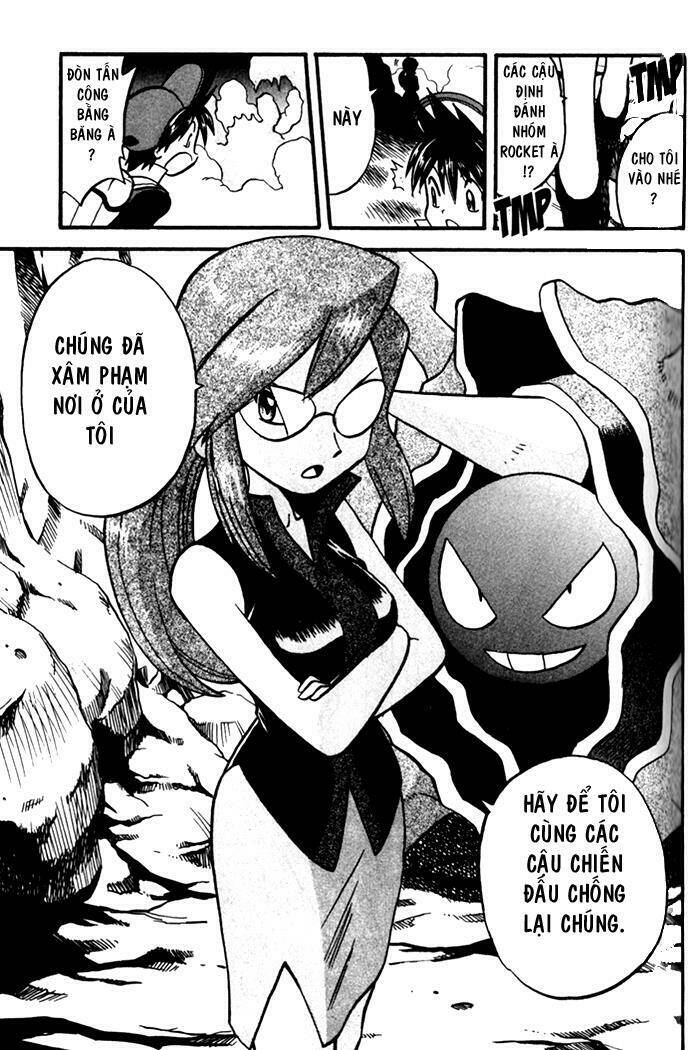 ĐÒN TẤN
CÔNG
BẰNG
BĂNG À
?
NÀY
CÁC CẬU
ĐỊNH
ĐÁNH
NHÓM
ROCKET À
!?
TMP
CHO TÔI
VÀO NHÉ
?
TMP
CHÚNG ĐÃ
XÂM PHẠM
NƠI Ở CỦA
TÔI
HÃY ĐỂ TÔI
CÙNG CÁC
CẬU CHIẾN
ĐẤU CHỐNG
LẠI CHÚNG.